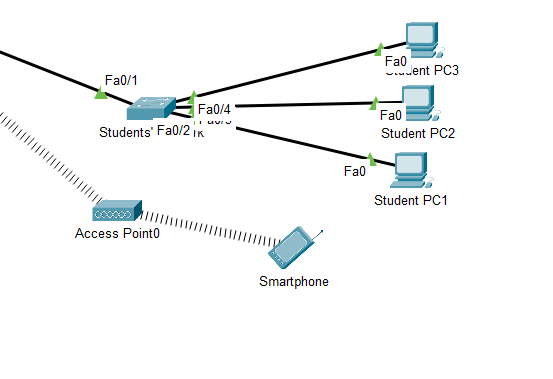 Fa0
Student PC3
Fa0/1
Fa0/4
Fa0
Students' Fa0/2
Student PC2
Fa0
Student PC1
Access Point0
Smartphone